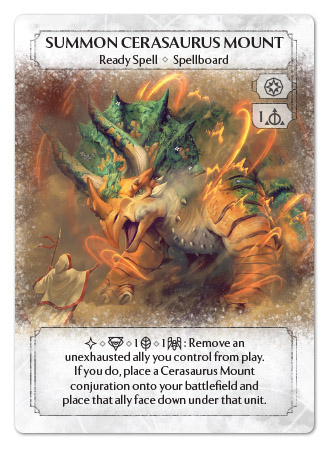 SUMMON CERASAURUS MOUNT
Ready Spell ⬦ Spellboard
1
⬦ ⬦ 1 ⬦ 1 : Remove an
unexhausted ally you control from play.
If you do, place a Cerasaurus Mount
conjuration onto your battlefield and
place that ally face down under that unit.